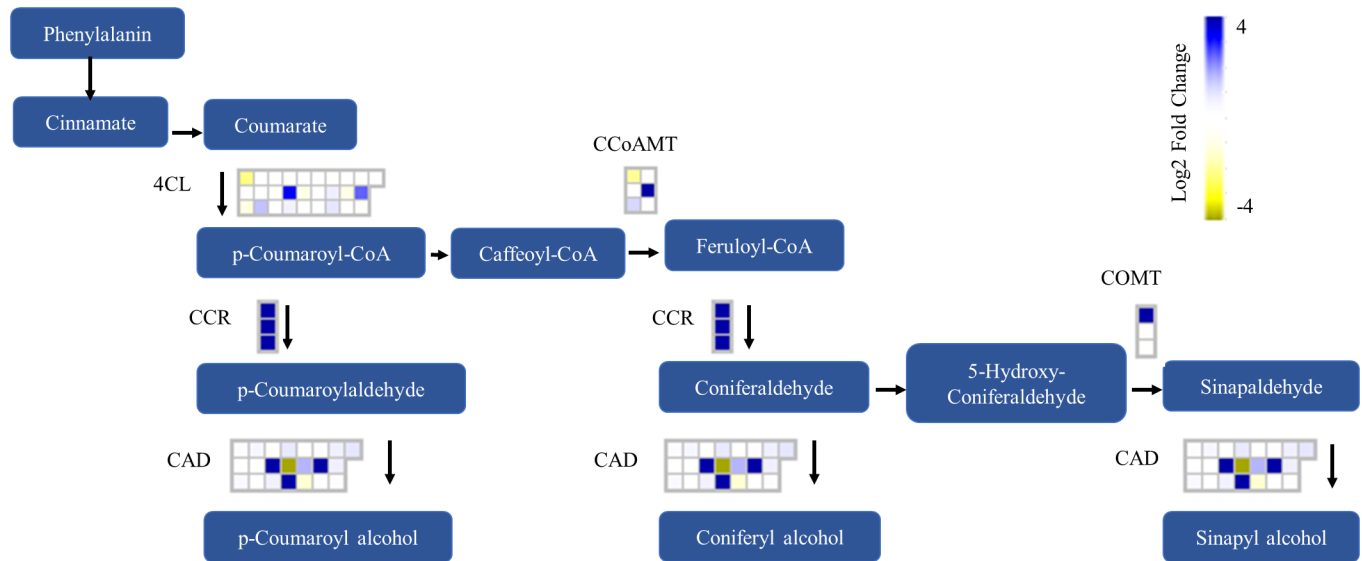 Phenylalanin
4
Log2 Fold Change
-4
Cinnamate
Coumarate
CCoAMT
4CL
p-Coumaroyl-CoA
Caffeoyl-CoA
Feruloyl-CoA
COMT
CCR
CCR
p-Coumaroylaldehyde
Coniferaldehyde
5-Hydroxy-
Coniferaldehyde
Sinapaldehyde
CAD
CAD
CAD
p-Coumaroyl alcohol
Coniferyl alcohol
Sinapyl alcohol